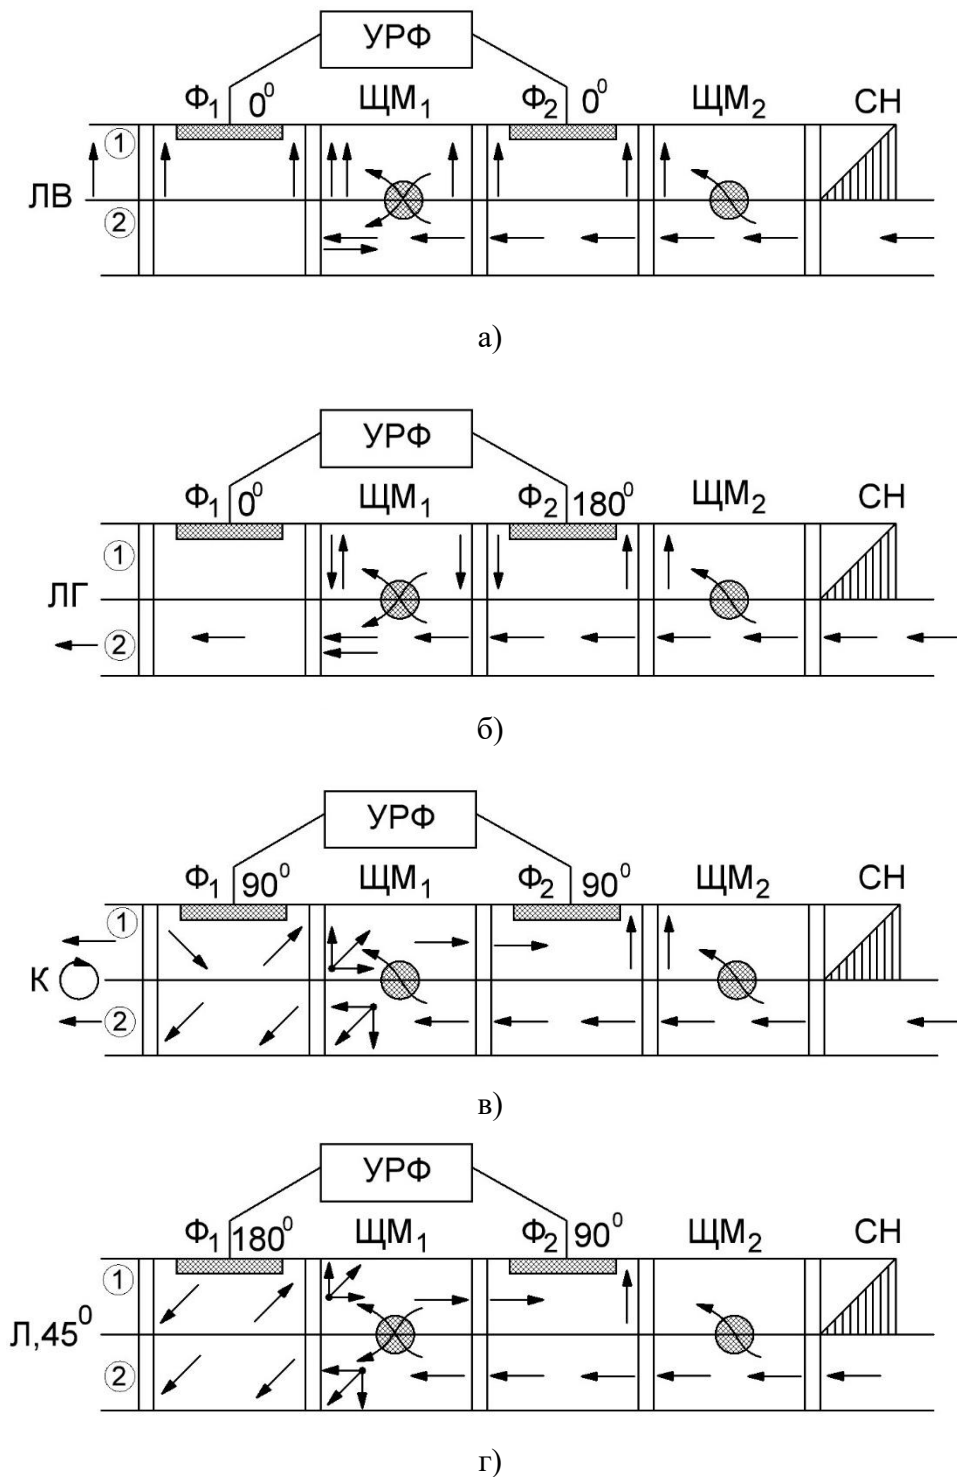 УРФ
Ф1 0⁰ ЩМ1 Ф2 0⁰ ЩМ2 СН
1
ЛВ
2
а)
УРФ
Ф1 0⁰ ЩМ1 Ф2 180⁰ ЩМ2 СН
1
ЛГ
2
б)
УРФ
Ф1 90⁰ ЩМ1 Ф2 90⁰ ЩМ2 СН
1
К
2
в)
УРФ
Ф1 180⁰ ЩМ1 Ф2 90⁰ ЩМ2 СН
1
Л,45⁰
2
г)